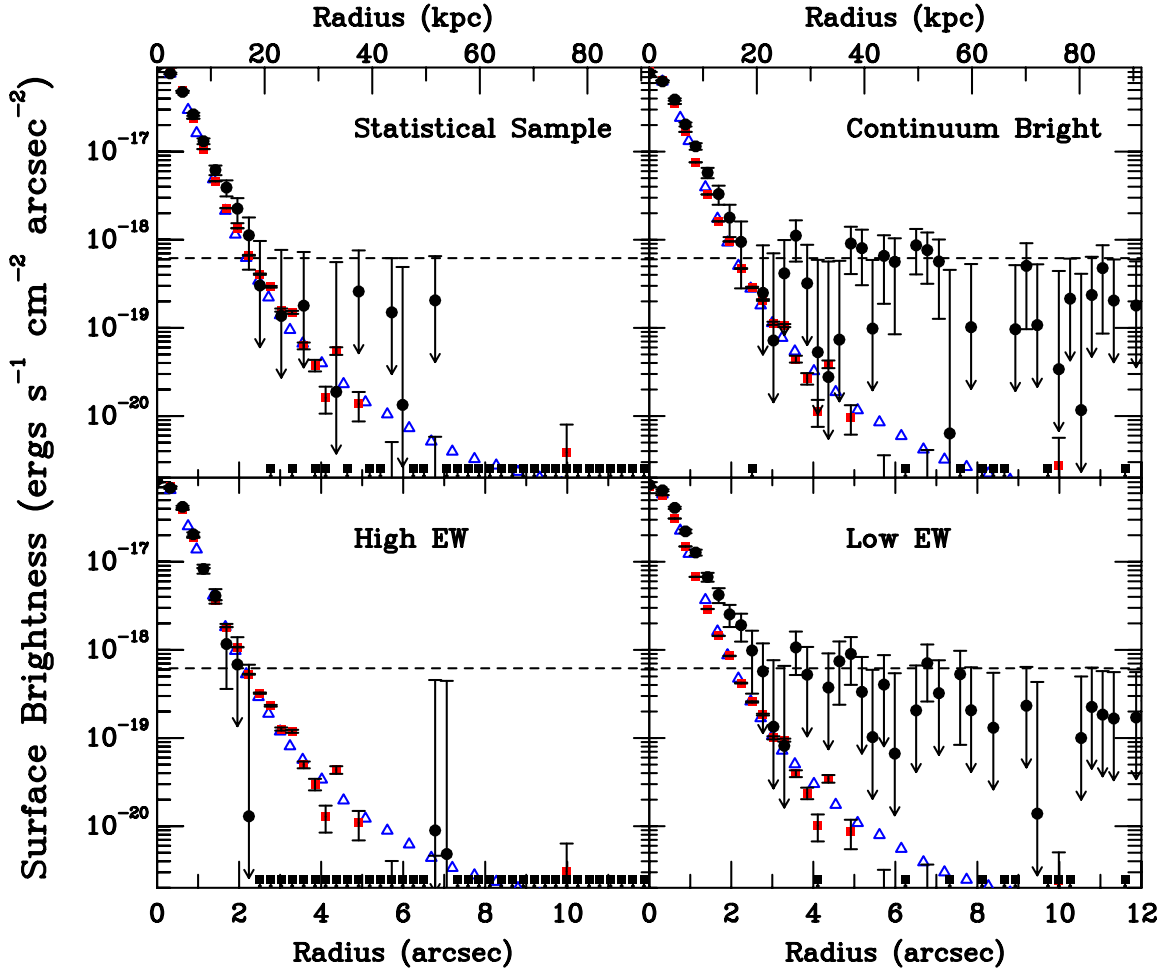 Radius (kpc) Radius (kpc)
0 20 40 60 80 0 20 40 60 80
Statistical Sample Continuum Bright
10−17
10−18
10−19
10−20
High EW Low EW
10−17
10−18
10−19
10−20
0 2 4 6 8 10 0 2 4 6 8 10 12
Radius (arcsec) Radius (arcsec)
Surface Brightness (ergs s−1 cm−2 arcsec−2)